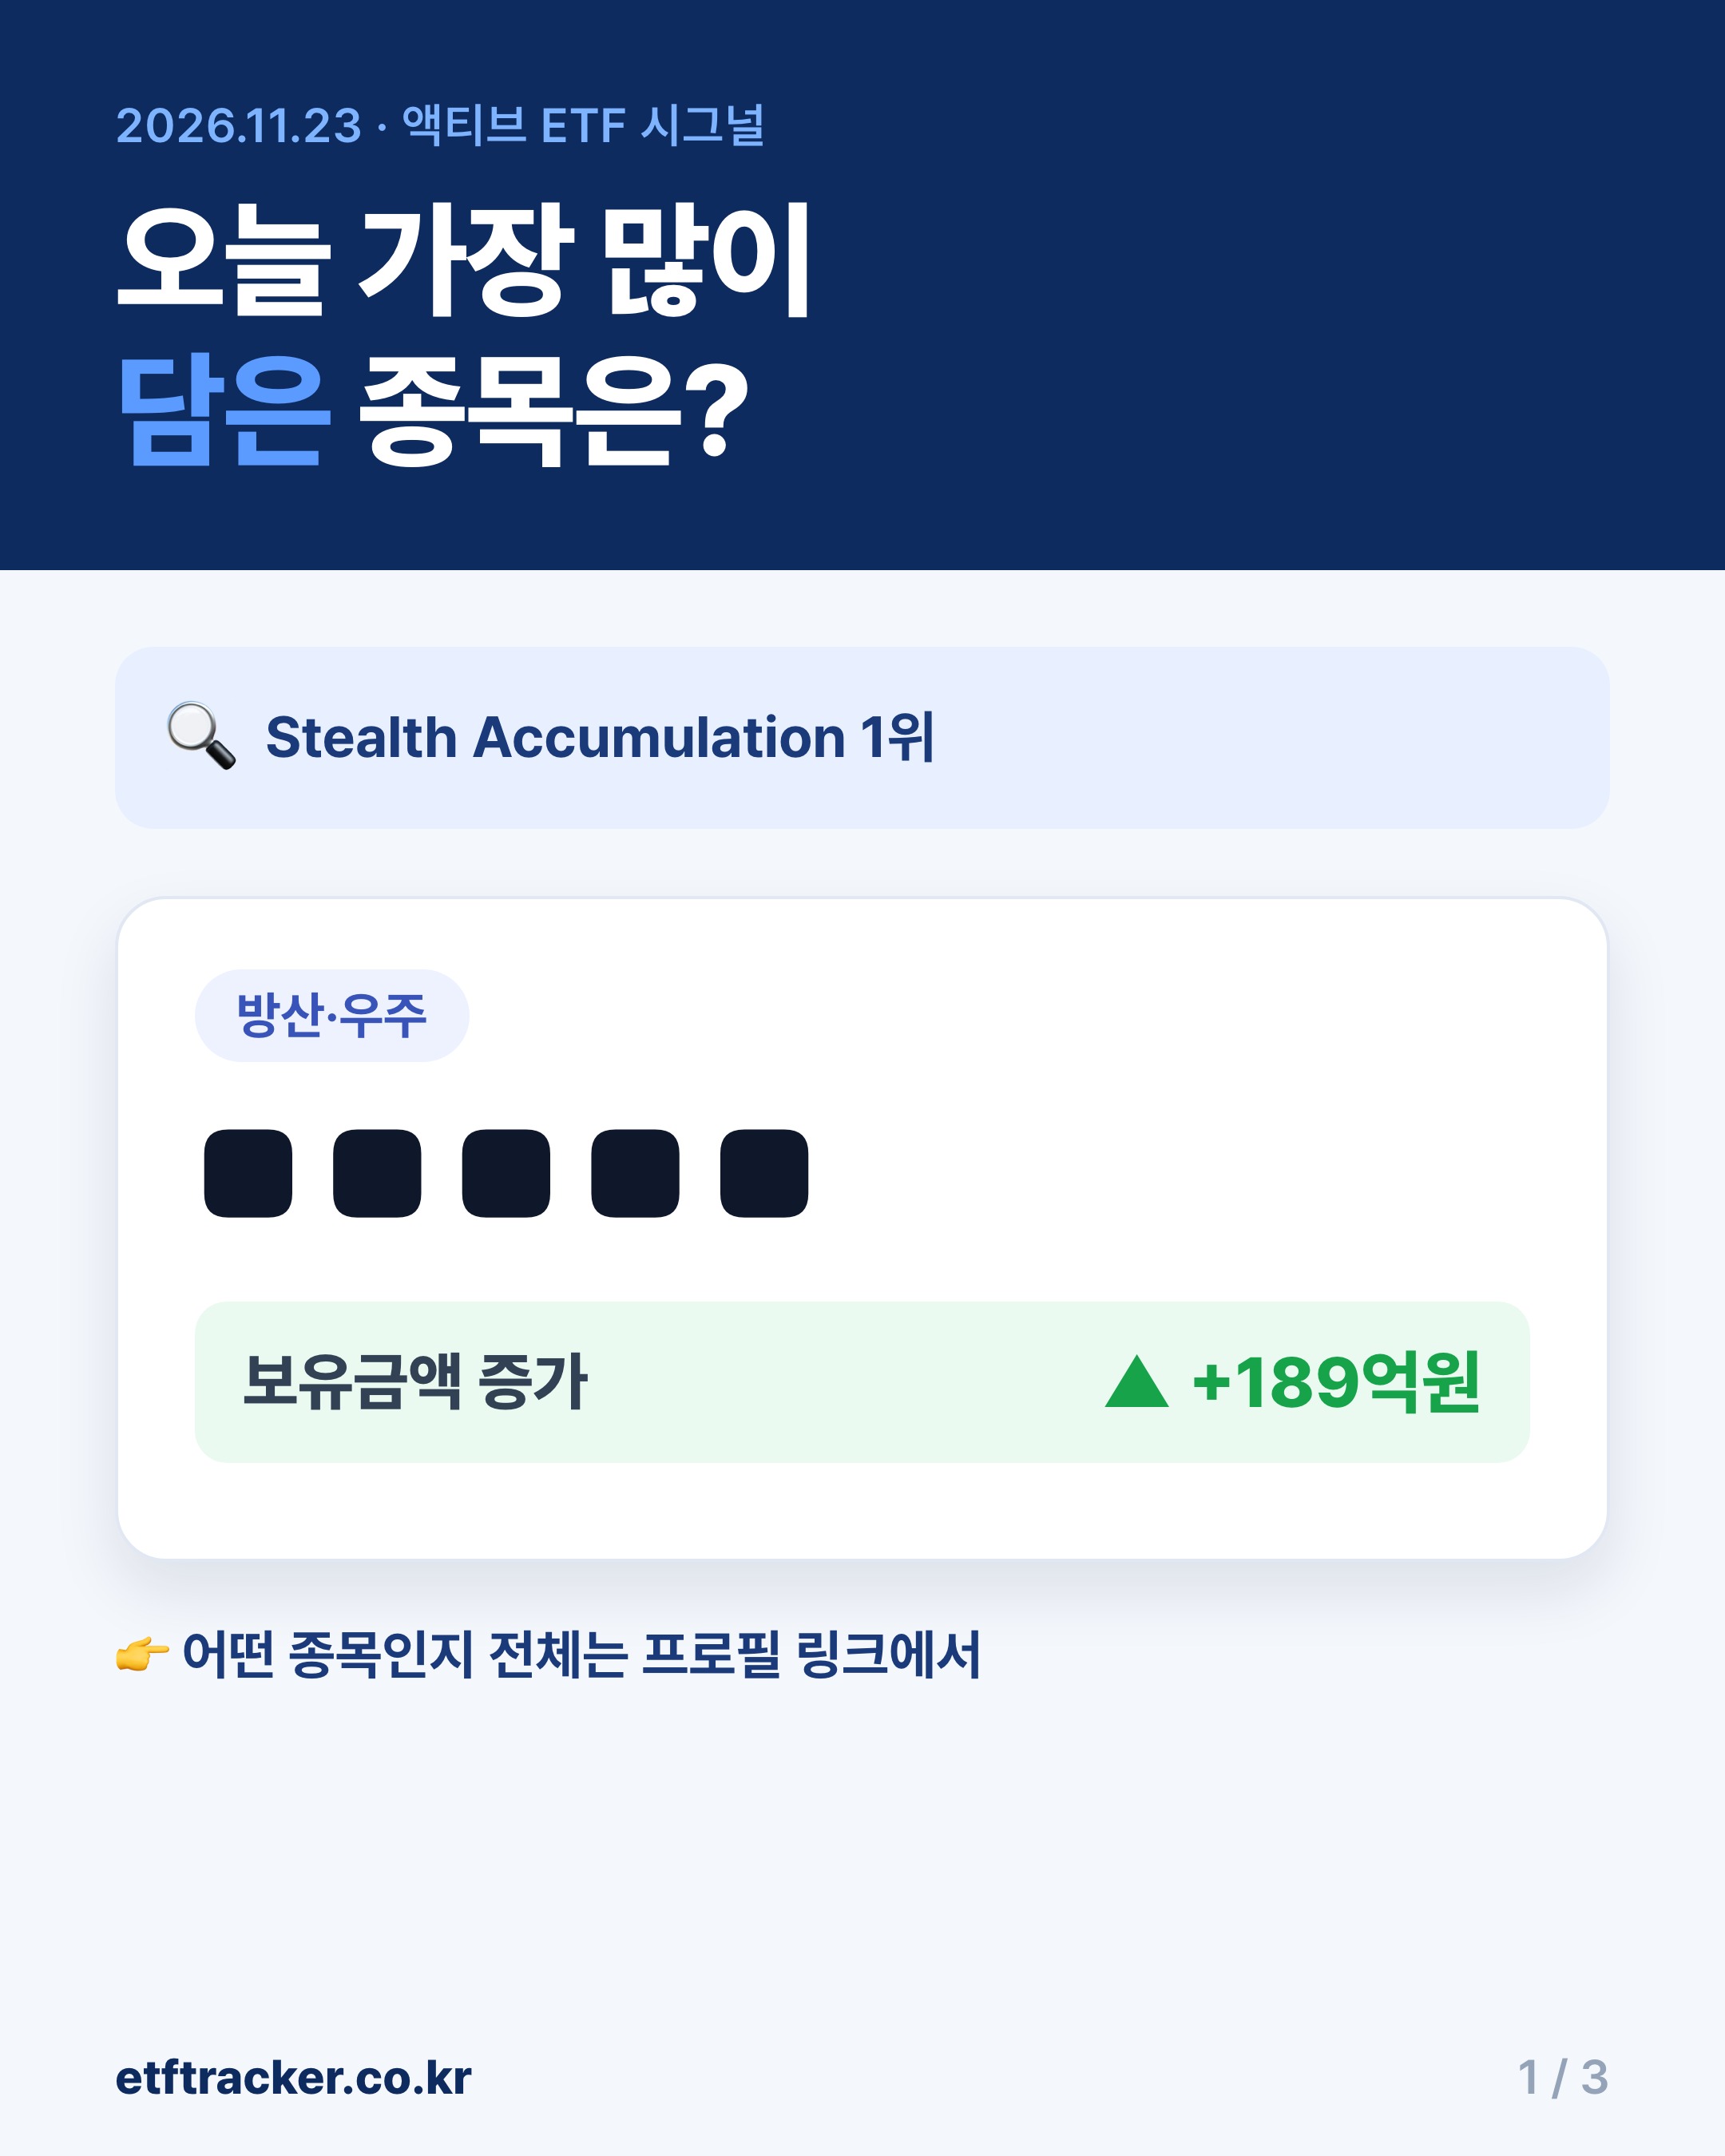 2026.11.23 · 액티브 ETF 시그널
오늘 가장 많이
담은 종목은?
🔍 Stealth Accumulation 1위
방산·우주
■ ■ ■ ■ ■
보유금액 증가 ▲ +189억원
👉 어떤 종목인지 전체는 프로필 링크에서
etftracker.co.kr 1 / 3